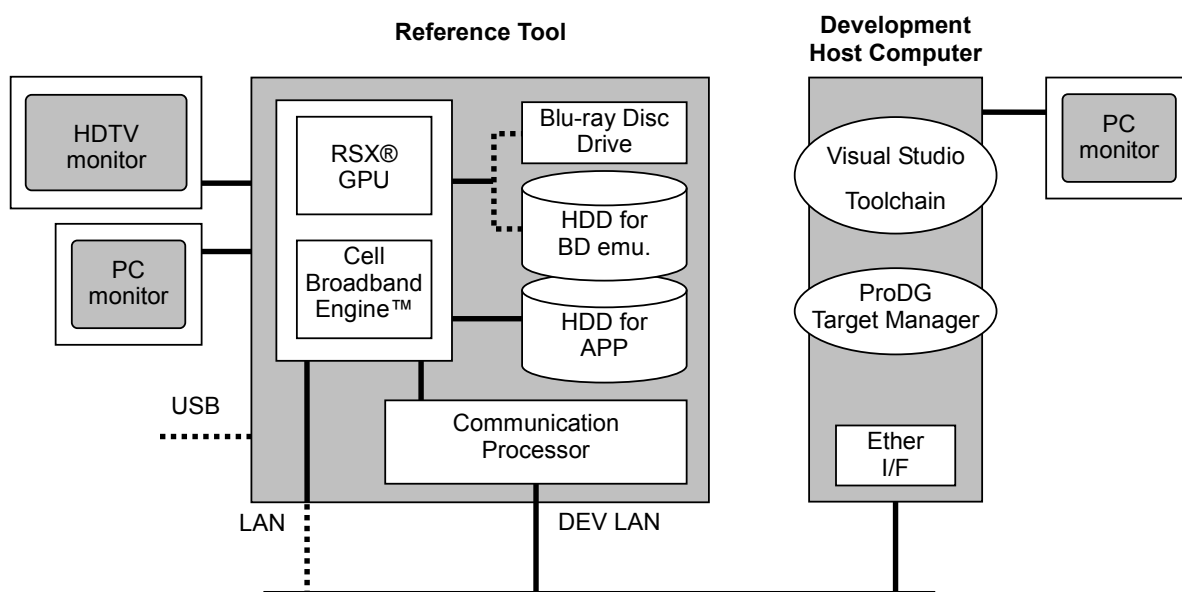 Reference Tool
Development
Host Computer
HDTV
monitor
PC
monitor
RSX®
GPU
Cell
Broadband
Engine™
Blu-ray Disc
Drive
HDD for
BD emu.
HDD for
APP
Communication
Processor
USB
LAN
DEV LAN
Visual Studio
Toolchain
ProDG
Target Manager
Ether
I/F
PC
monitor